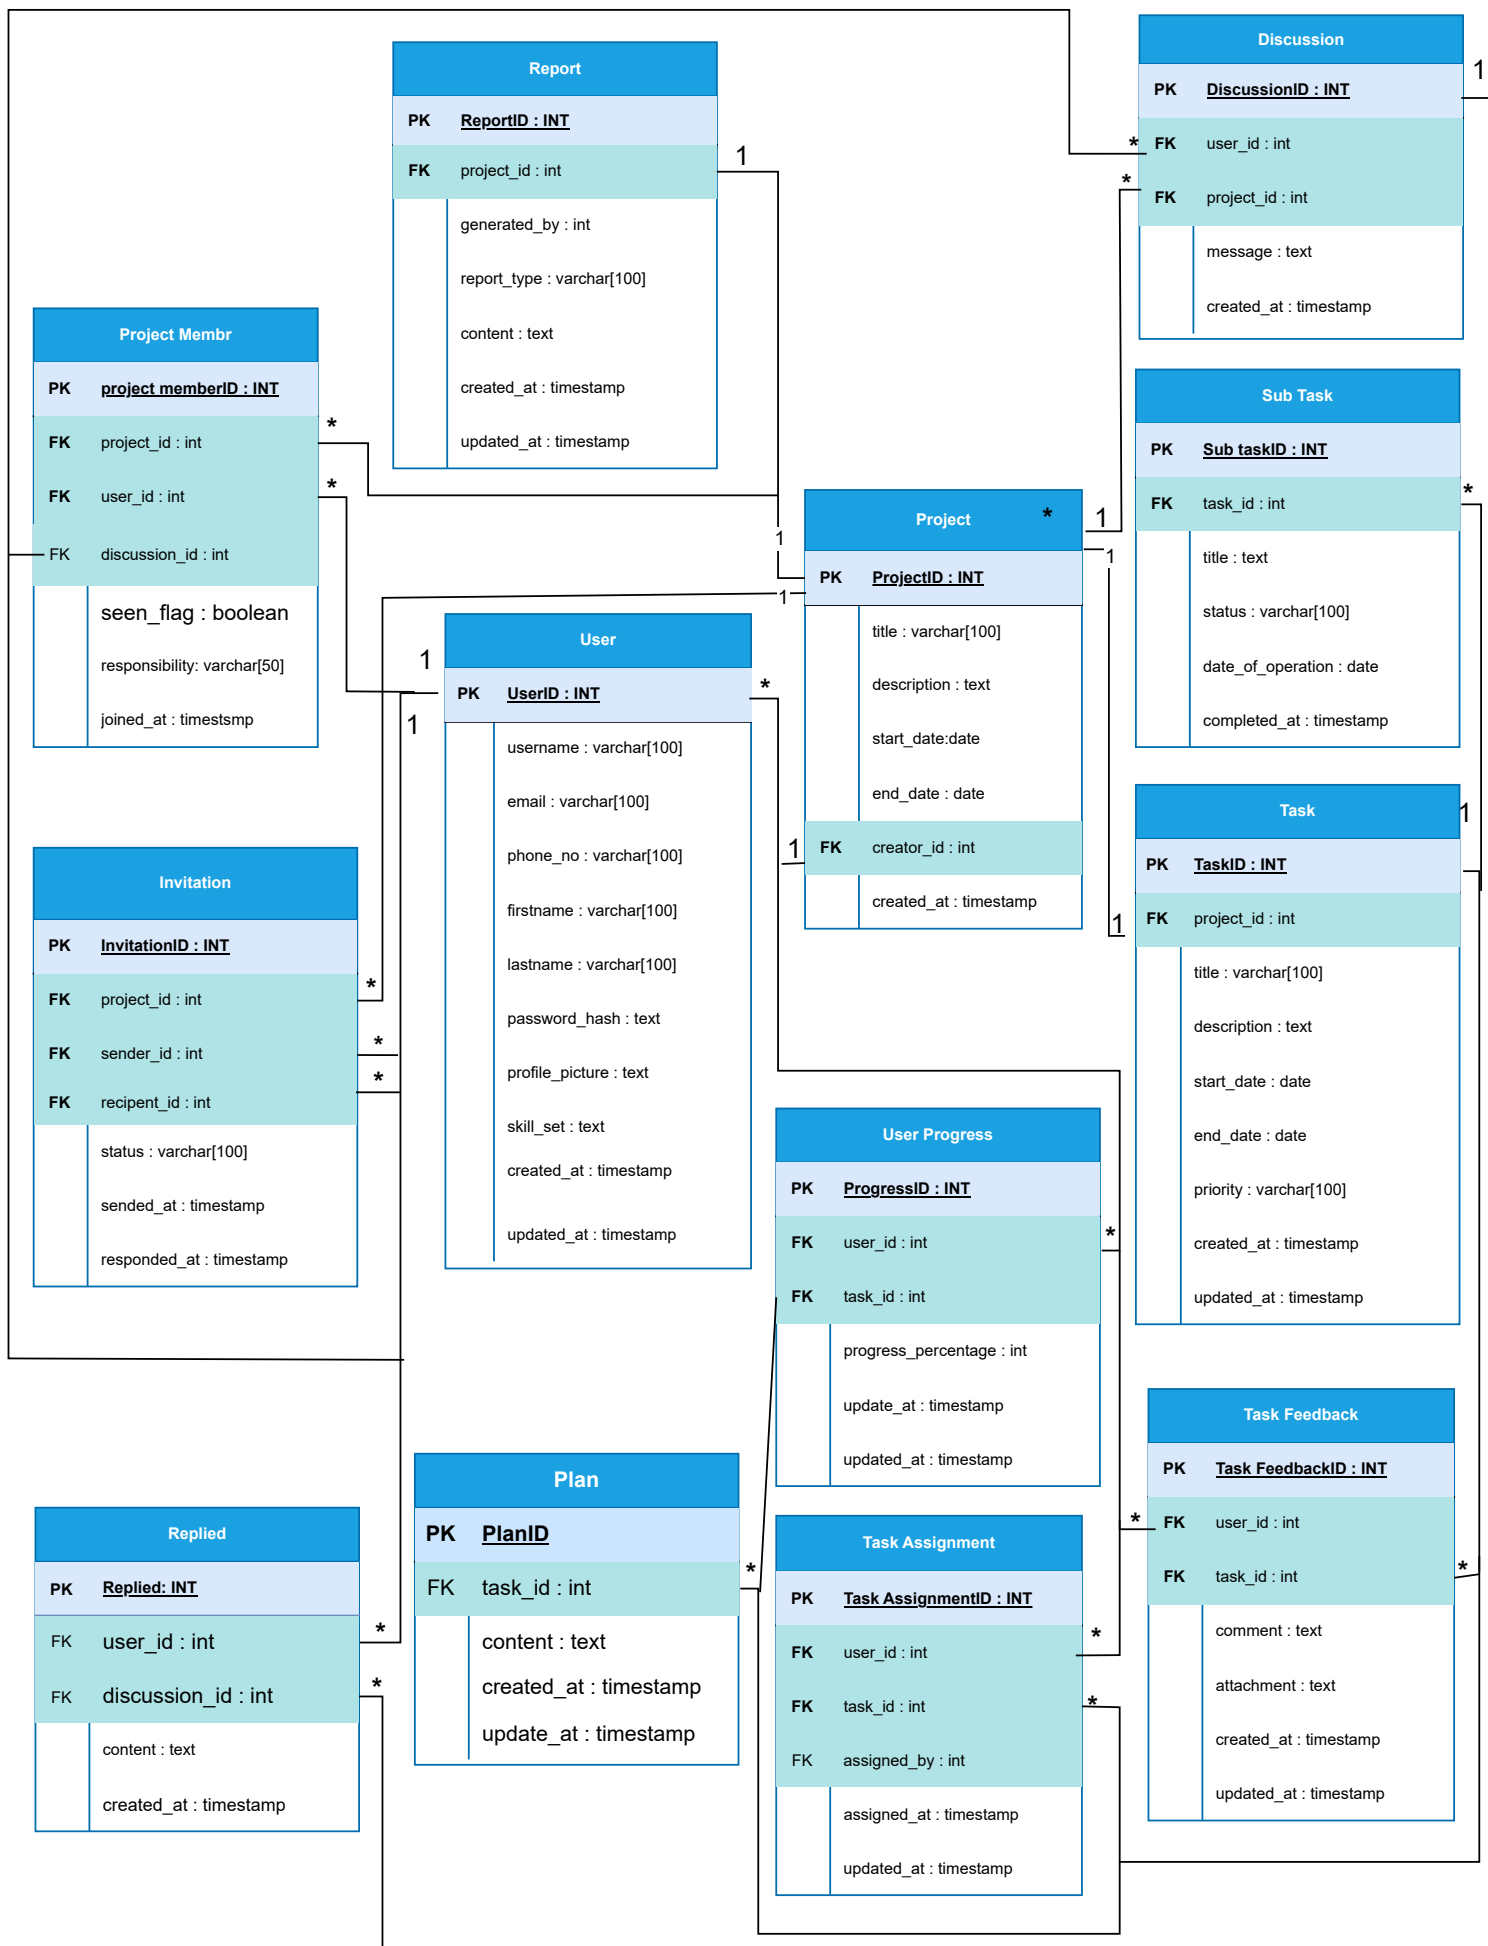 Report
PK ReportID : INT
FK project_id : int
generated_by : int
report_type : varchar[100]
content : text
created_at : timestamp
updated_at : timestamp
1
Discussion
PK DiscussionID : INT
FK user_id : int
FK project_id : int
message : text
created_at : timestamp
1
*
*
Project Membr
PK project memberID : INT
FK project_id : int
FK user_id : int
FK discussion_id : int
seen_flag : boolean
responsibility: varchar[50]
joined_at : timestsmp
*
*
Sub Task
PK Sub taskID : INT
FK task_id : int
title : text
status : varchar[100]
date_of_operation : date
completed_at : timestamp
*
Project *
PK ProjectID : INT
title : varchar[100]
description : text
start_date:date
end_date : date
FK creator_id : int
created_at : timestamp
1
1
1
1
1
User
PK UserID : INT
username : varchar[100]
email : varchar[100]
phone_no : varchar[100]
firstname : varchar[100]
lastname : varchar[100]
password_hash : text
profile_picture : text
skill_set : text
created_at : timestamp
updated_at : timestamp
1
1
*
Task
PK TaskID : INT
FK project_id : int
title : varchar[100]
description : text
start_date : date
end_date : date
priority : varchar[100]
created_at : timestamp
updated_at : timestamp
1
1
Invitation
PK InvitationID : INT
FK project_id : int
FK sender_id : int
FK recipent_id : int
status : varchar[100]
sended_at : timestamp
responded_at : timestamp
*
*
*
User Progress
PK ProgressID : INT
FK user_id : int
FK task_id : int
progress_percentage : int
update_at : timestamp
updated_at : timestamp
*
Task Feedback
PK Task FeedbackID : INT
FK user_id : int
FK task_id : int
comment : text
attachment : text
created_at : timestamp
updated_at : timestamp
*
*
Plan
PK PlanID
FK task_id : int
content : text
created_at : timestamp
update_at : timestamp
*
Replied
PK Replied: INT
FK user_id : int
FK discussion_id : int
content : text
created_at : timestamp
*
*
Task Assignment
PK Task AssignmentID : INT
FK user_id : int
FK task_id : int
FK assigned_by : int
assigned_at : timestamp
updated_at : timestamp
*
*